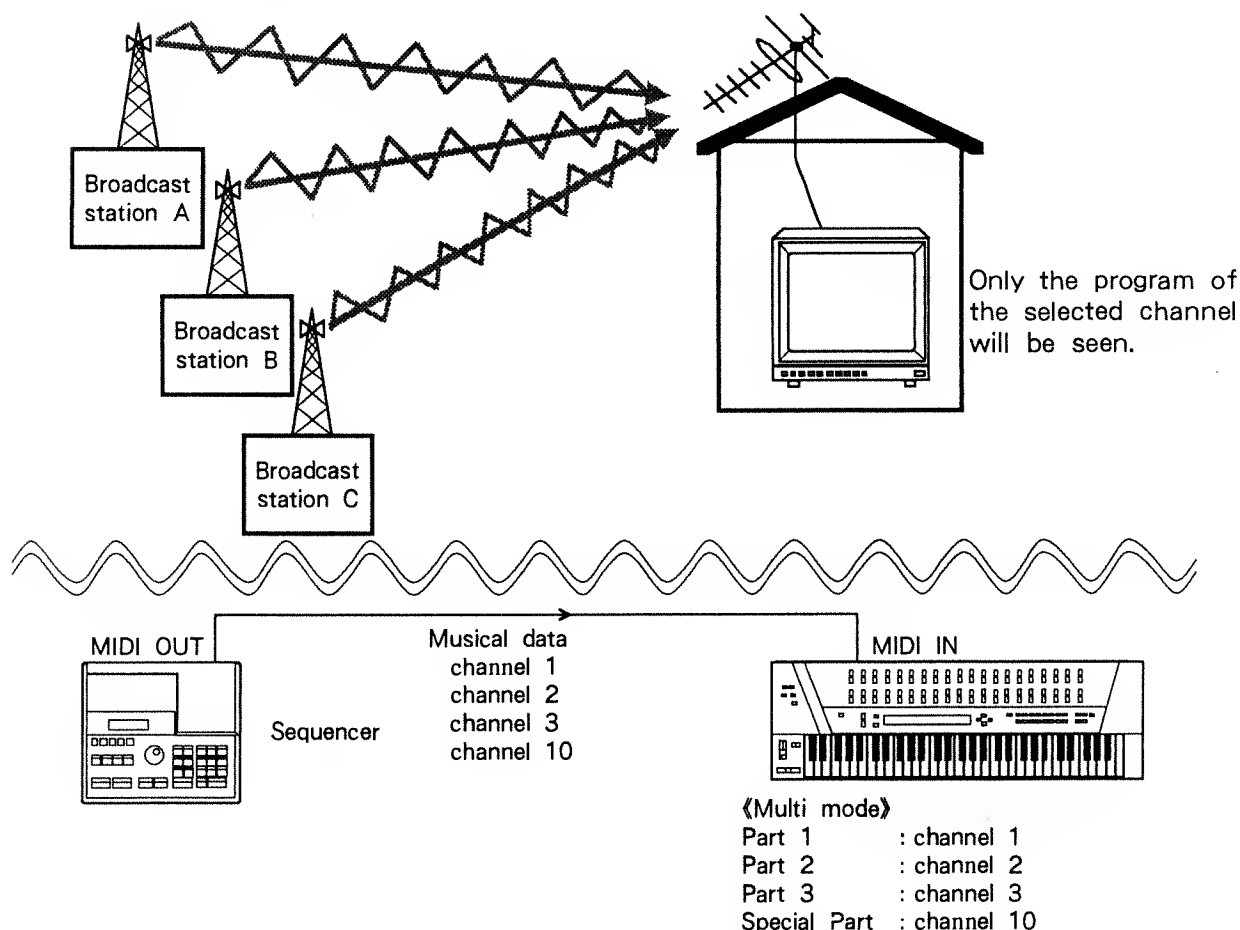 Broadcast
station A
Broadcast
station B
Broadcast
station C
Only the program of
the selected channel
will be seen.
MIDI OUT
Sequencer
Musical data
channel 1
channel 2
channel 3
channel 10
MIDI IN
《Multi mode》
Part 1 : channel 1
Part 2 : channel 2
Part 3 : channel 3
Special Part : channel 10